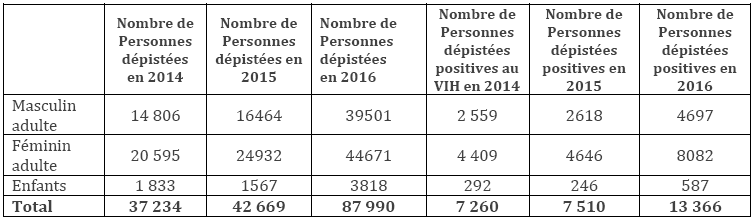 Nombre de Personnes dépistées en 2014 | Nombre de Personnes dépistées en 2015 | Nombre de Personnes dépistées en 2016 | Nombre de Personnes dépistées positives au VIH en 2014 | Nombre de Personnes dépistées positives en 2015 | Nombre de Personnes dépistées positives en 2016
Masculin adulte | 14 806 | 16464 | 39501 | 2 559 | 2618 | 4697
Féminin adulte | 20 595 | 24932 | 44671 | 4 409 | 4646 | 8082
Enfants | 1 833 | 1567 | 3818 | 292 | 246 | 587
Total | 37 234 | 42 669 | 87 990 | 7 260 | 7 510 | 13 366